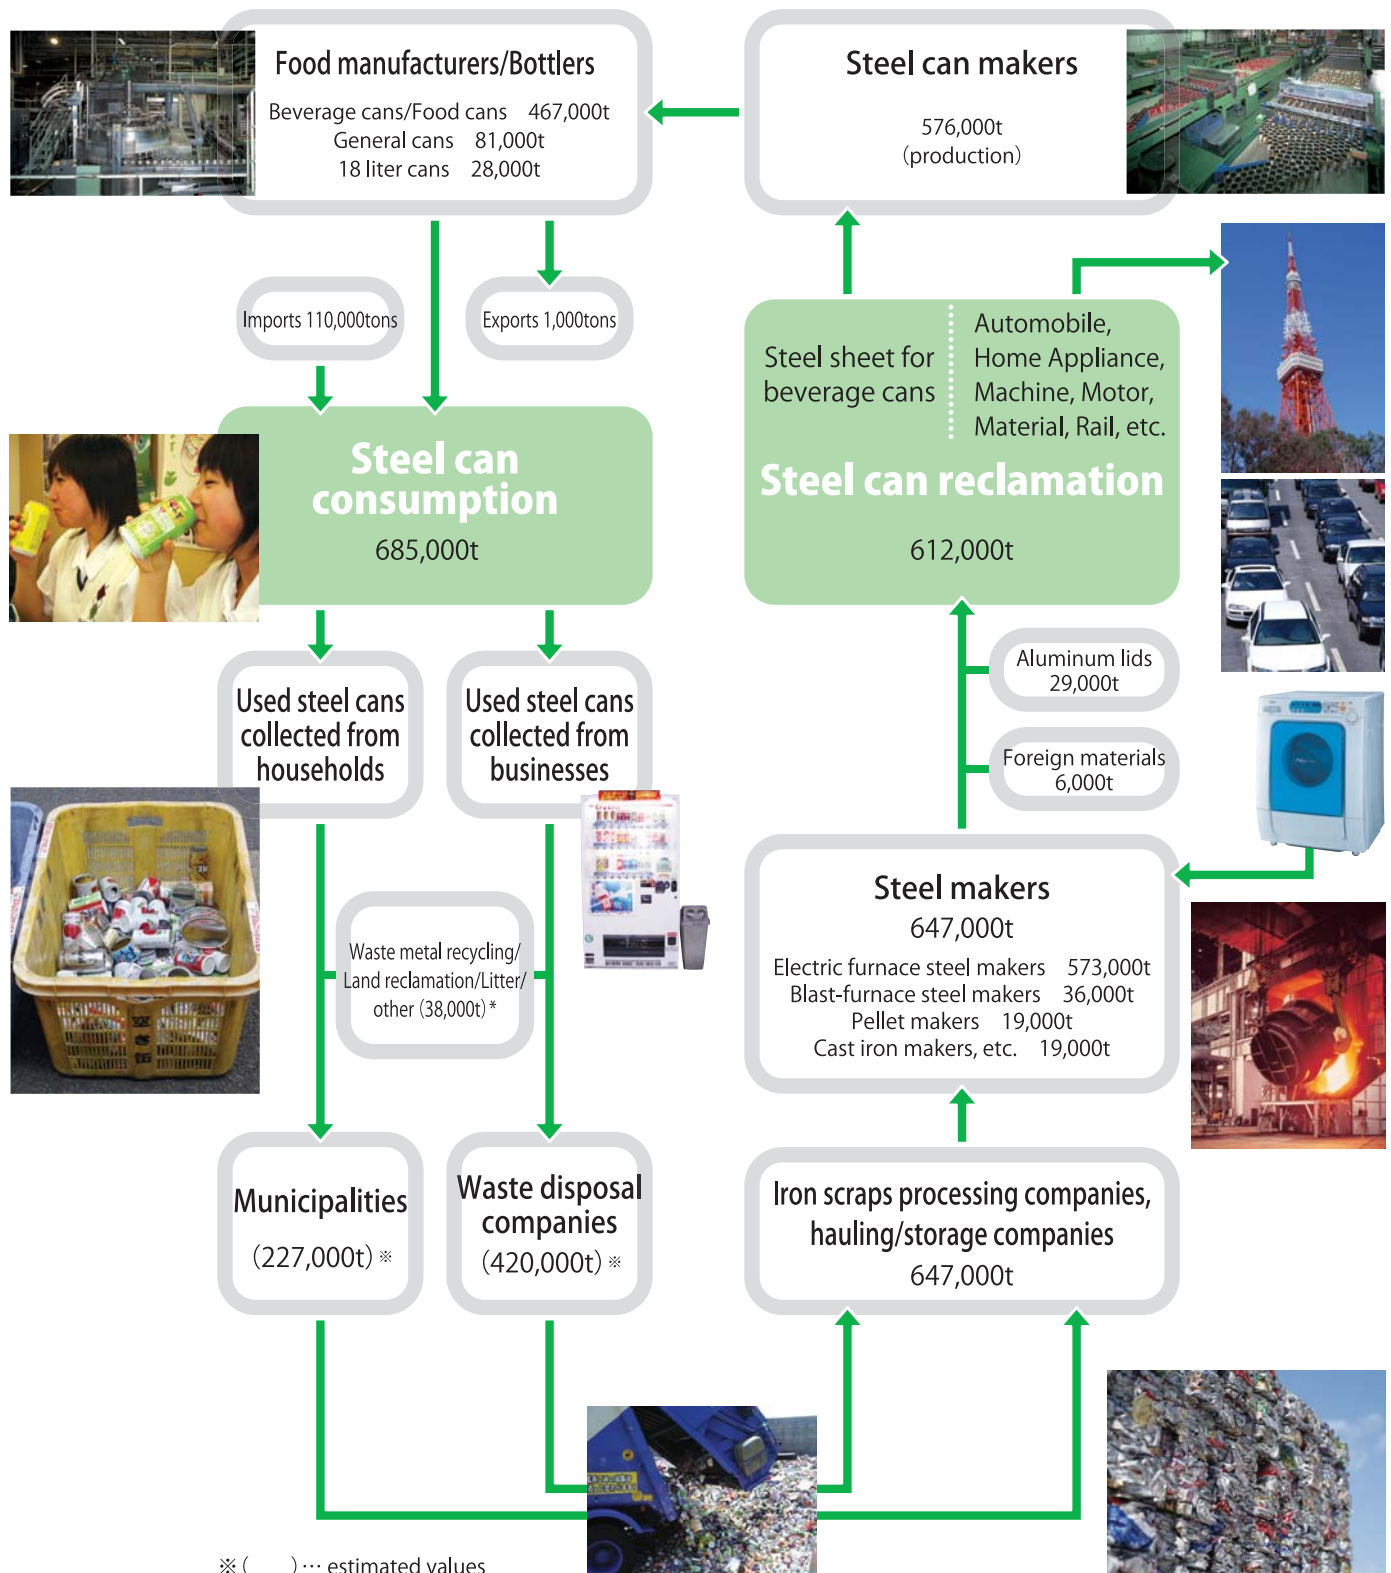 Food manufacturers/Bottlers
Beverage cans/Food cans 467,000t
General cans 81,000t
18 liter cans 28,000t
Steel can makers
576,000t
(production)
Imports 110,000tons
Exports 1,000tons
Steel sheet for
beverage cans
Automobile,
Home Appliance,
Machine, Motor,
Material, Rail, etc.
Steel can reclamation
612,000t
Steel can
consumption
685,000t
Used steel cans
collected from
households
Used steel cans
collected from
businesses
Aluminum lids
29,000t
Foreign materials
6,000t
Waste metal recycling/
Land reclamation/Litter/
other (38,000t) *
空き缶
Steel makers
647,000t
Electric furnace steel makers 573,000t
Blast-furnace steel makers 36,000t
Pellet makers 19,000t
Cast iron makers, etc. 19,000t
Municipalities
(227,000t) ※
Waste disposal
companies
(420,000t) ※
Iron scraps processing companies,
hauling/storage companies
647,000t
※ (   ) … estimated values